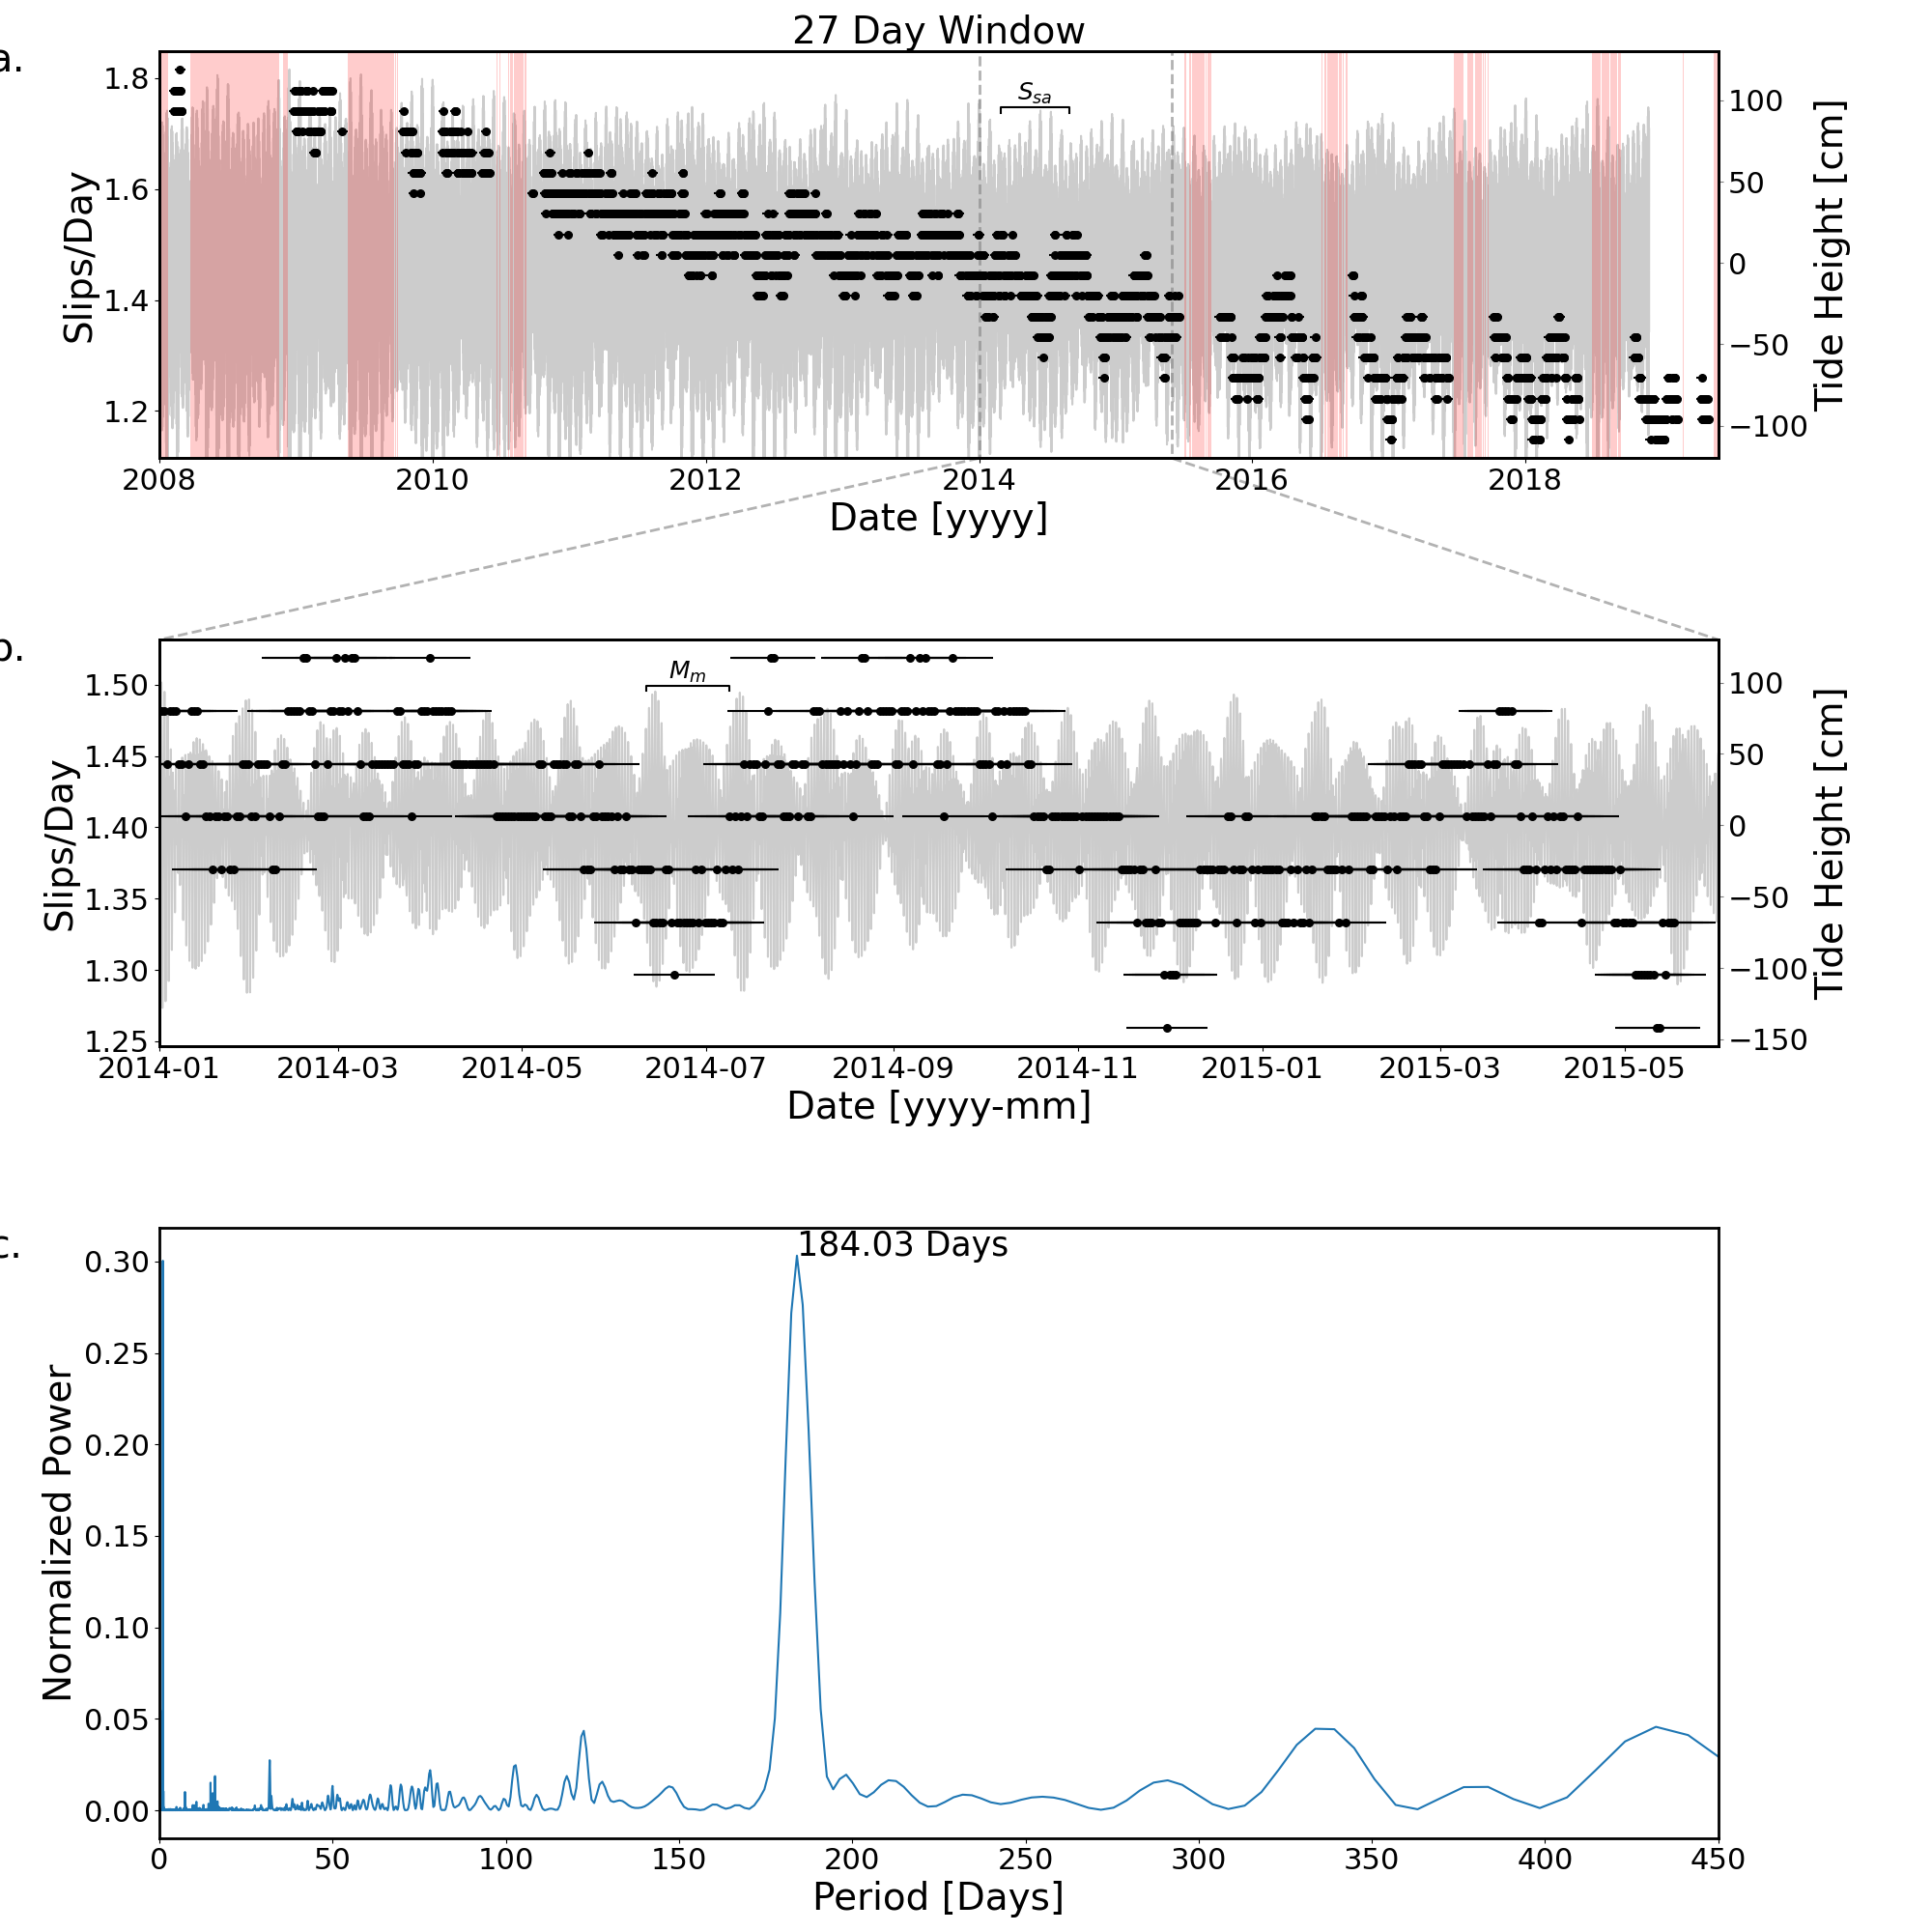 27 Day Window
a.
1.8
1.6
1.4
1.2
Slips/Day
S_sa
100
50
0
−50
−100
Tide Height [cm]
2008 2010 2012 2014 2016 2018
Date [yyyy]
b.
1.50
1.45
1.40
1.35
1.30
1.25
Slips/Day
M_m
100
50
0
−50
−100
−150
Tide Height [cm]
2014-01 2014-03 2014-05 2014-07 2014-09 2014-11 2015-01 2015-03 2015-05
Date [yyyy-mm]
c.
184.03 Days
0.30
0.25
0.20
0.15
0.10
0.05
0.00
Normalized Power
0 50 100 150 200 250 300 350 400 450
Period [Days]